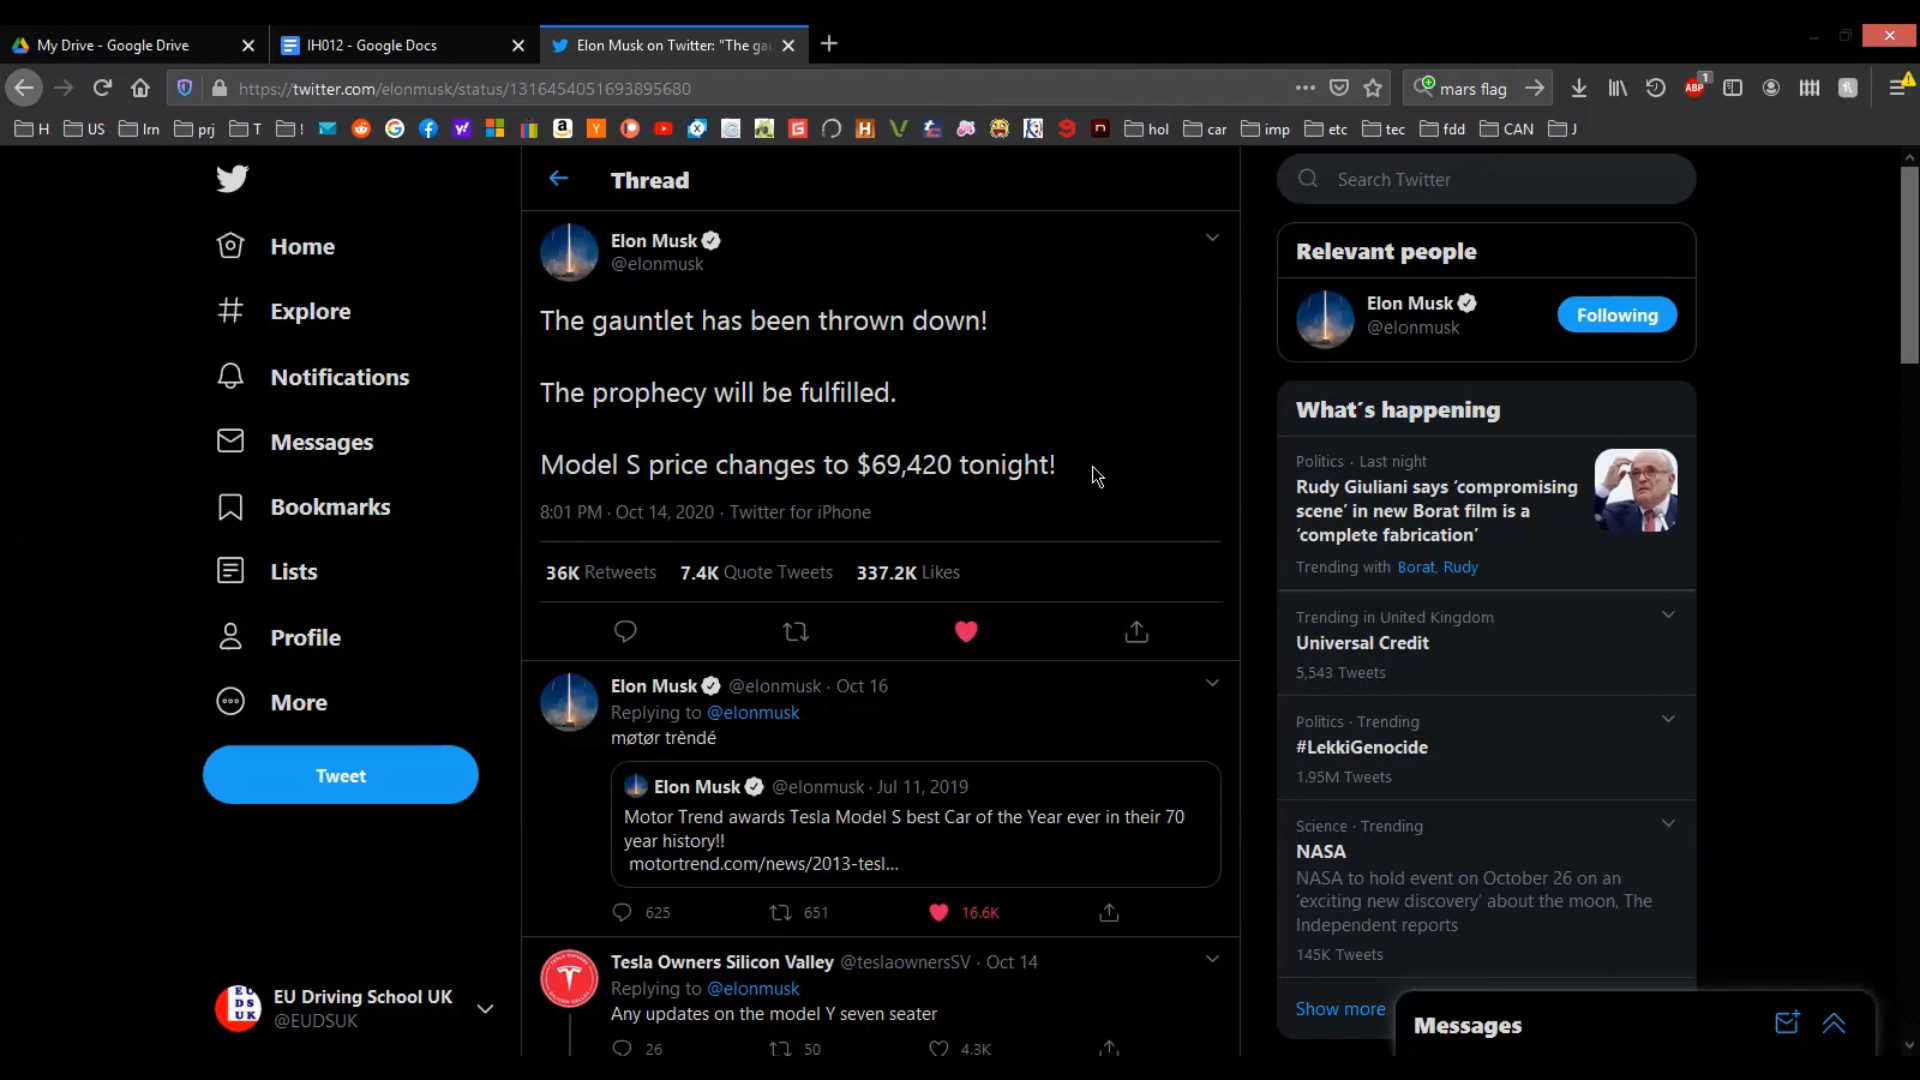 My Drive - Google Drive
IH012 - Google Docs
Elon Musk on Twitter: "The gau
https://twitter.com/elonmusk/status/1316454051693895680
mars flag
ABP
1
H
US
Irn
prj
T
!
hol
car
imp
etc
tec
fdd
CAN
J
Home
Explore
Notifications
Messages
Bookmarks
Lists
Profile
More
Tweet
EU Driving School UK
@EUDSUK
Thread
Elon Musk
@elonmusk
The gauntlet has been thrown down!
The prophecy will be fulfilled.
Model S price changes to $69,420 tonight!
8:01 PM · Oct 14, 2020 · Twitter for iPhone
36K Retweets 7.4K Quote Tweets 337.2K Likes
Elon Musk @elonmusk · Oct 16
Replying to @elonmusk
møtør trèndé
Elon Musk @elonmusk · Jul 11, 2019
Motor Trend awards Tesla Model S best Car of the Year ever in their 70
year history!!
motortrend.com/news/2013-tesl...
625 651 16.6K
Tesla Owners Silicon Valley @teslaownersSV · Oct 14
Replying to @elonmusk
Any updates on the model Y seven seater
26 50 4.3K
Search Twitter
Relevant people
Elon Musk
@elonmusk
Following
What's happening
Politics · Last night
Rudy Giuliani says 'compromising
scene' in new Borat film is a
'complete fabrication'
Trending with Borat, Rudy
Trending in United Kingdom
Universal Credit
5,543 Tweets
Politics · Trending
#LekkiGenocide
1.95M Tweets
Science · Trending
NASA
NASA to hold event on October 26 on an
'exciting new discovery' about the moon, The
Independent reports
145K Tweets
Show more
Messages